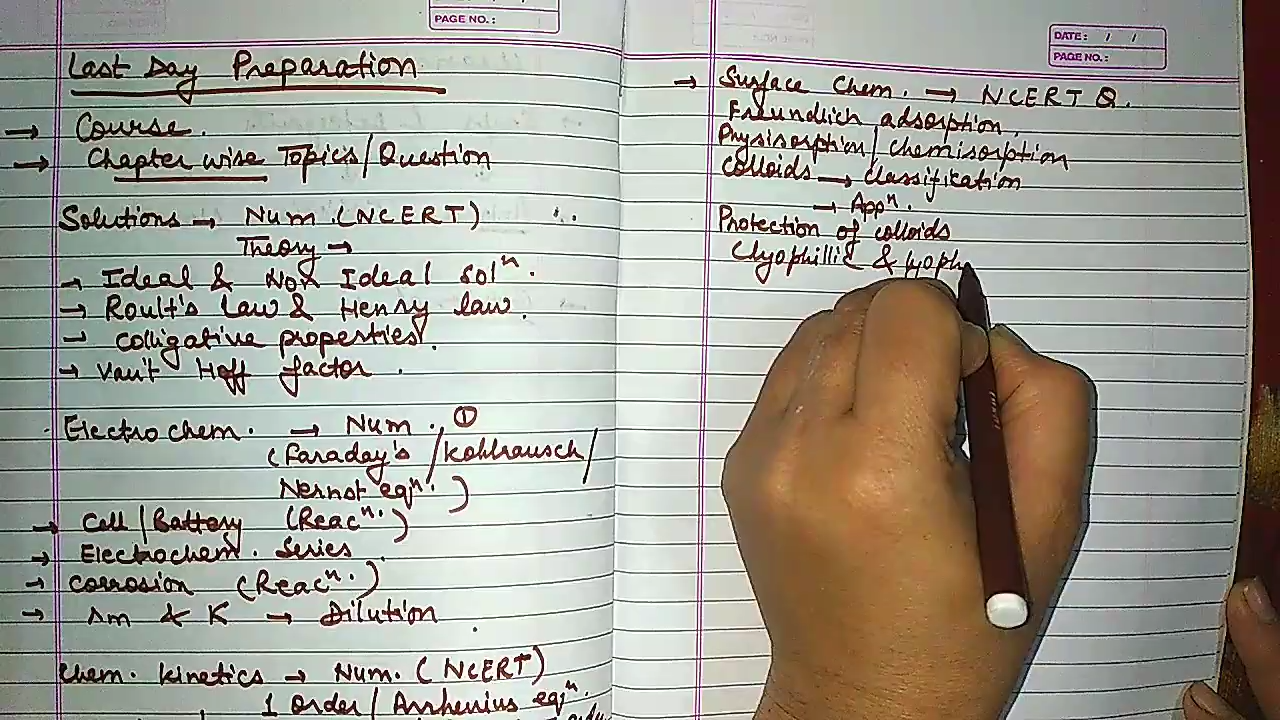 PAGE NO.:
Last Day Preparation
→ Course.
→ Chapter wise Topics/Question
Solutions → Num. (NCERT)
Theory →
→ Ideal & Non Ideal solⁿ.
→ Roult's Law & Henry law.
→ Colligative properties.
→ Van't Hoff factor.
Electrochem. → Num. ①
(Faraday's /Kohlrausch/
Nernst eqⁿ.)
→ Cell/Battery (Reacⁿ.)
→ Electrochem. Series
→ Corrosion (Reacⁿ.)
→ Λm & K → Dilution
Chem. Kinetics → Num. (NCERT)
1 Order/Arrhenius eqⁿ.
DATE: / /
PAGE NO.:
→ Surface Chem. → NCERT Q.
Freundlich adsorption.
Physisorption/Chemisorption
Colloids → Classification
→ Appⁿ.
Protection of colloids
(lyophillic & lyoph